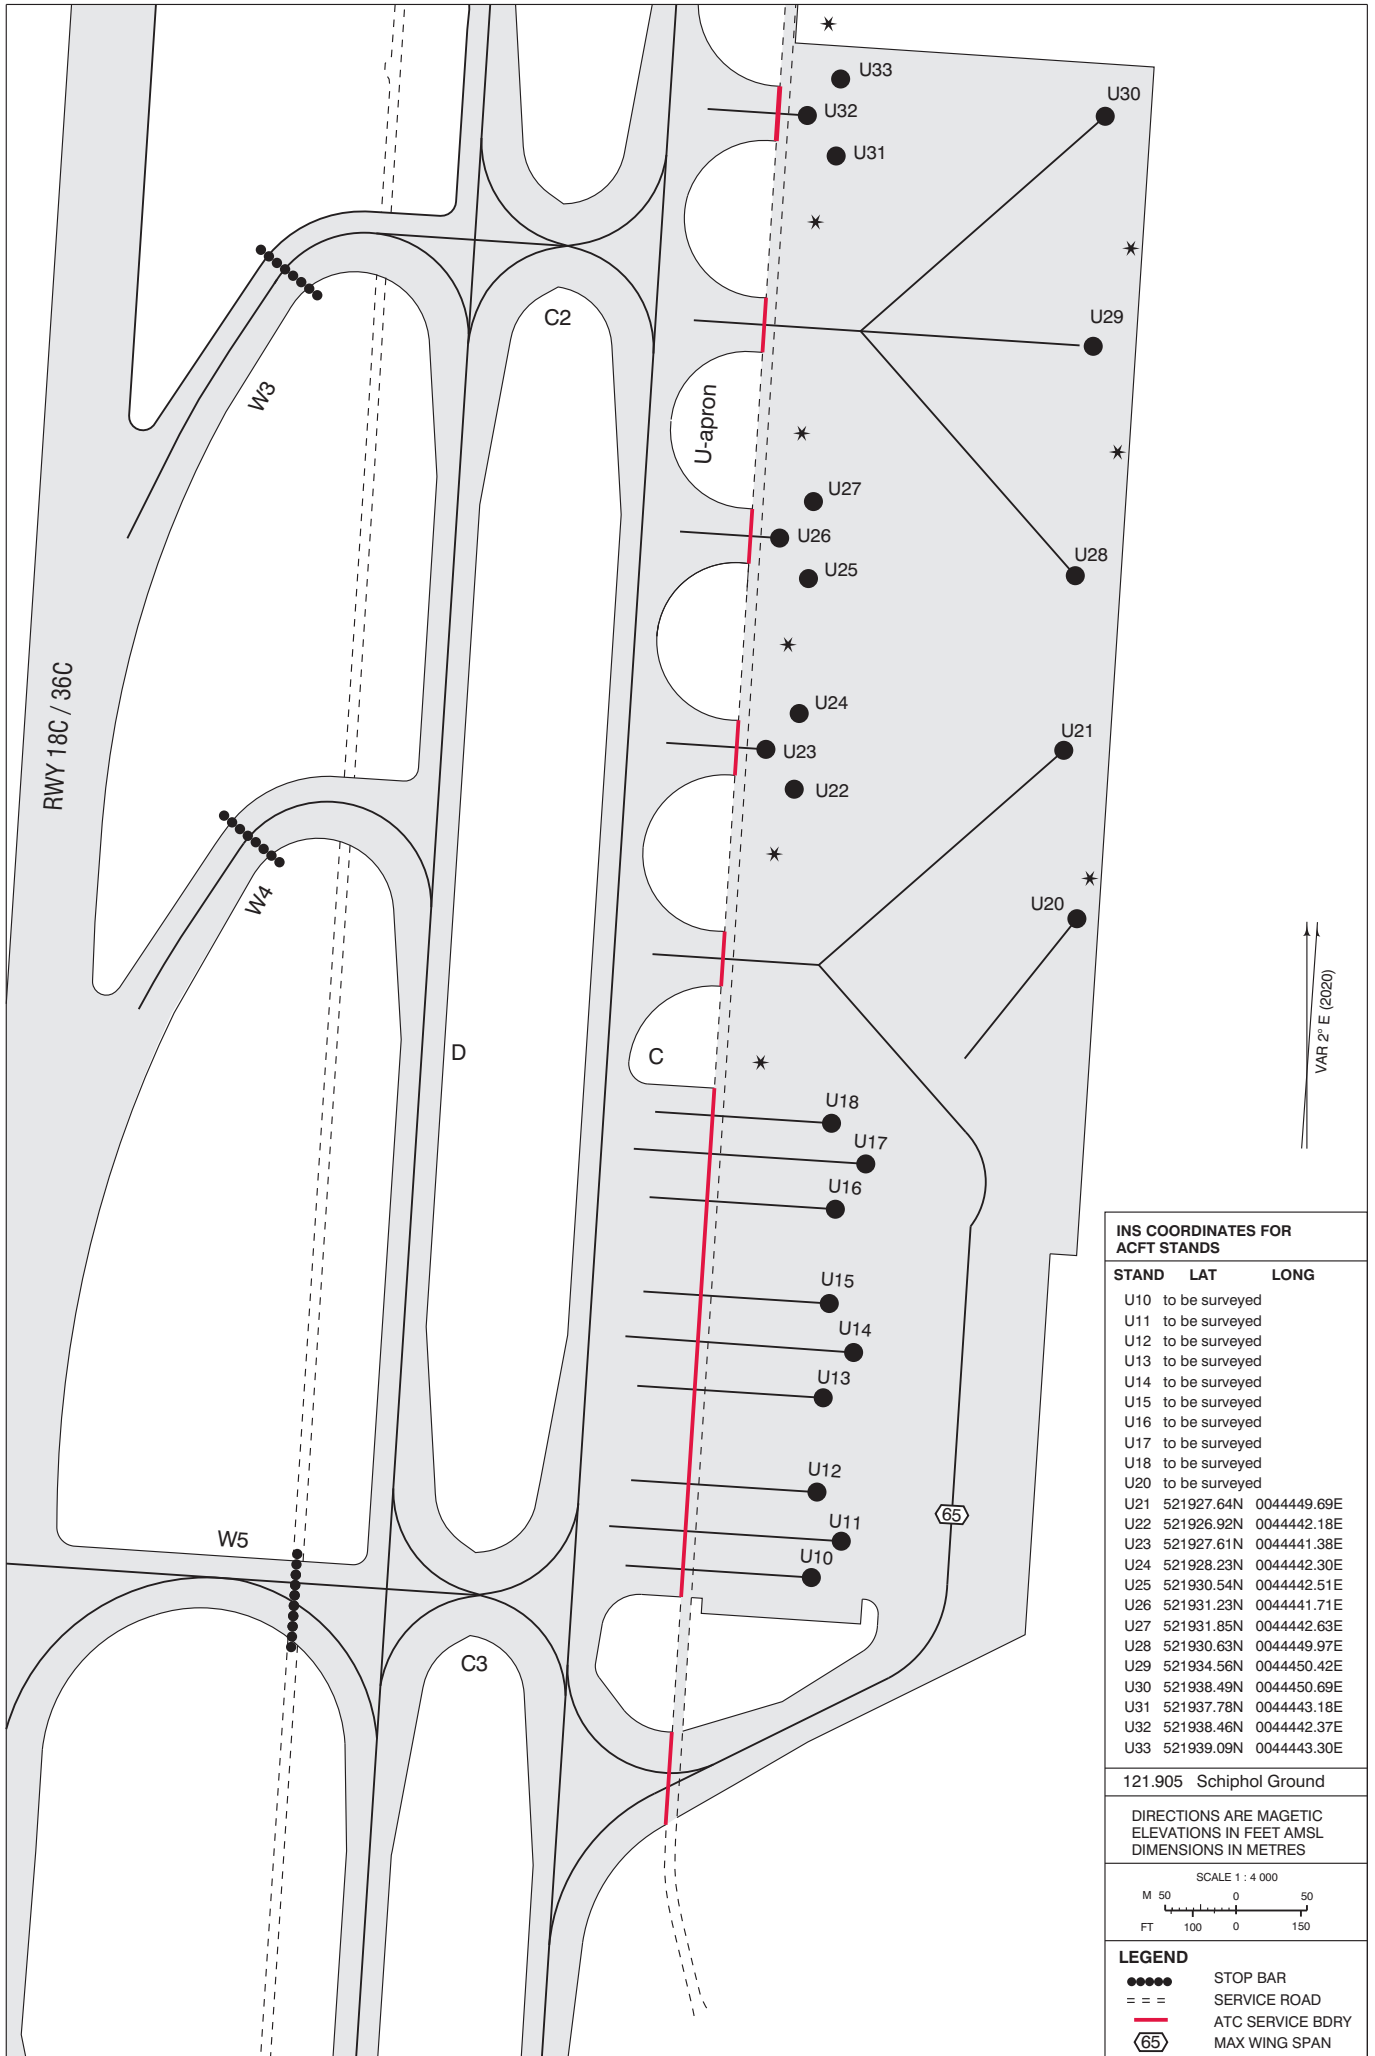 U33
U30
U32
U31
C2
U29
W3
U-apron
U27
U26
U28
U25
RWY 18C / 36C
U24
U21
U23
U22
W4
U20
VAR 2° E (2020)
D
C
U18
U17
U16
U15
U14
U13
U12
65
U11
W5
U10
C3
INS COORDINATES FOR
ACFT STANDS
STAND LAT LONG
U10 to be surveyed
U11 to be surveyed
U12 to be surveyed
U13 to be surveyed
U14 to be surveyed
U15 to be surveyed
U16 to be surveyed
U17 to be surveyed
U18 to be surveyed
U20 to be surveyed
U21 521927.64N 0044449.69E
U22 521926.92N 0044442.18E
U23 521927.61N 0044441.38E
U24 521928.23N 0044442.30E
U25 521930.54N 0044442.51E
U26 521931.23N 0044441.71E
U27 521931.85N 0044442.63E
U28 521930.63N 0044449.97E
U29 521934.56N 0044450.42E
U30 521938.49N 0044450.69E
U31 521937.78N 0044443.18E
U32 521938.46N 0044442.37E
U33 521939.09N 0044443.30E
121.905 Schiphol Ground
DIRECTIONS ARE MAGETIC
ELEVATIONS IN FEET AMSL
DIMENSIONS IN METRES
SCALE 1 : 4 000
M 50 0 50
FT 100 0 150
LEGEND
STOP BAR
SERVICE ROAD
ATC SERVICE BDRY
65 MAX WING SPAN